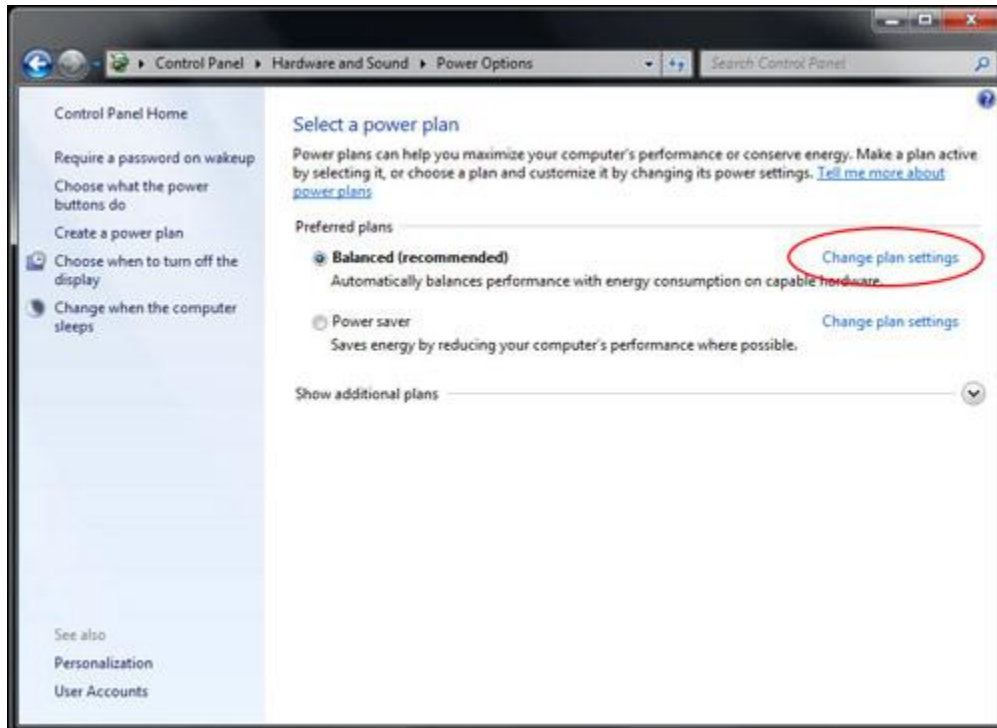 Control Panel ▸ Hardware and Sound ▸ Power Options
Search Control Panel
Control Panel Home
Require a password on wakeup
Choose what the power
buttons do
Create a power plan
Choose when to turn off the
display
Change when the computer
sleeps
See also
Personalization
User Accounts
Select a power plan
Power plans can help you maximize your computer's performance or conserve energy. Make a plan active
by selecting it, or choose a plan and customize it by changing its power settings. Tell me more about
power plans
Preferred plans
Balanced (recommended) Change plan settings
Automatically balances performance with energy consumption on capable hardware.
Power saver Change plan settings
Saves energy by reducing your computer's performance where possible.
Show additional plans